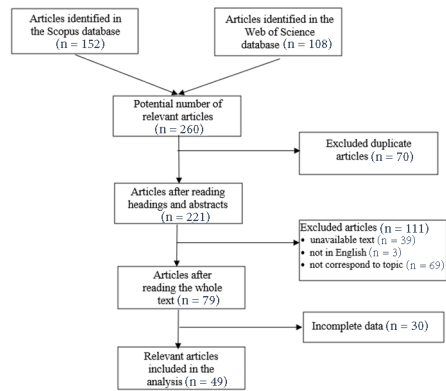 Articles identified in
the Scopus database
(n = 152)
Articles identified in the
Web of Science
database (n = 108)
Potential number of
relevant articles
(n = 260)
Excluded duplicate
articles (n = 70)
Articles after reading
headings and abstracts
(n = 221)
Excluded articles (n = 111)
• unavailable text (n = 39)
• not in English (n = 3)
• not correspond to topic (n = 69)
Articles after
reading the whole
text (n = 79)
Incomplete data (n = 30)
Relevant articles
included in the
analysis (n = 49)